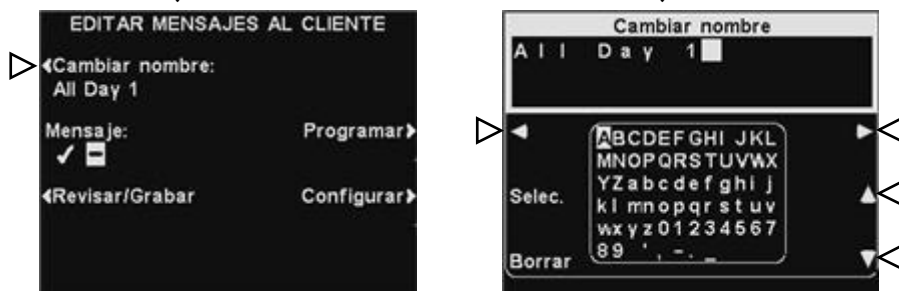 EDITAR MENSAJES AL CLIENTE
Cambiar nombre:
All Day 1
Mensaje:
Programar
Revisar/Grabar
Configurar
Cambiar nombre
All Day 1
ABCDEFGHIJKL
MNOPQRSTUVWX
YZabcdefghij
Selec.
klmnopqrstuv
wxyz01234567
Borrar
89 ',-._